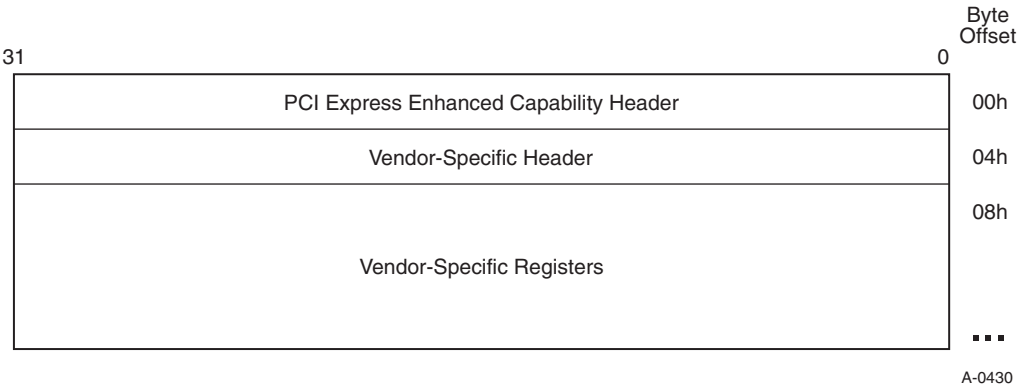 Byte
Offset
31 0
PCI Express Enhanced Capability Header 00h
Vendor-Specific Header 04h
08h
Vendor-Specific Registers
...
A-0430